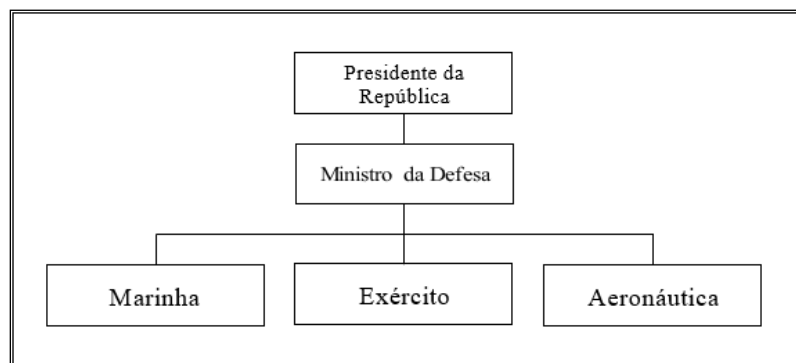 Presidente da
República
Ministro da Defesa
Marinha
Exército
Aeronáutica